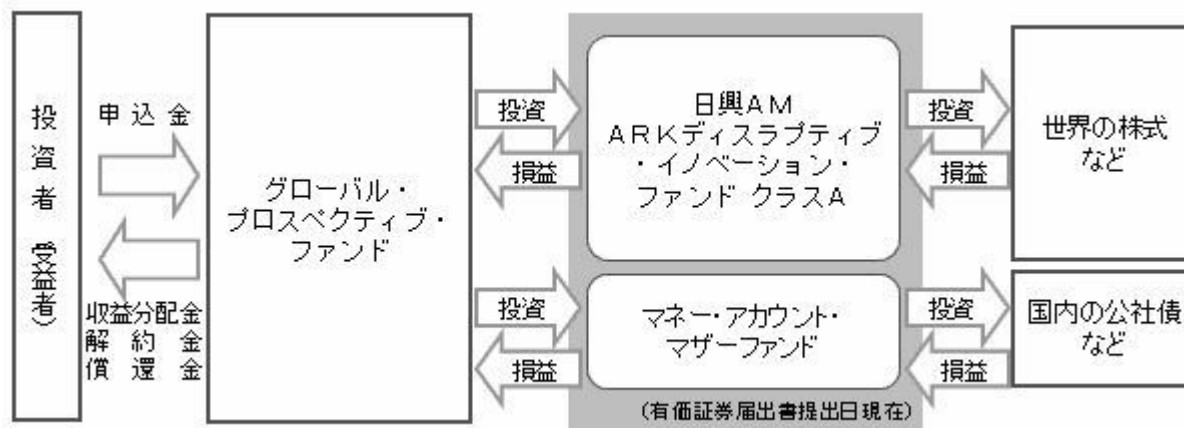 投資者（受益者）
申込金
収益分配金
解約金
償還金
グローバル・
プロスペクティブ・
ファンド
投資
損益
投資
損益
日興AM
ARKディスラプティブ
・イノベーション・
ファンド クラスA
マネー・アカウント・
マザーファンド
（有価証券届出書提出日現在）
投資
損益
投資
損益
世界の株式
など
国内の公社債
など